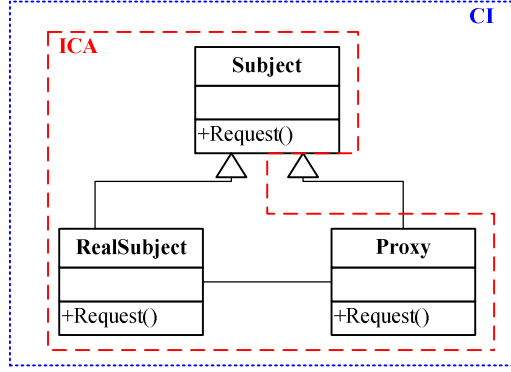 CI
ICA
Subject
+Request()
RealSubject
+Request()
Proxy
+Request()